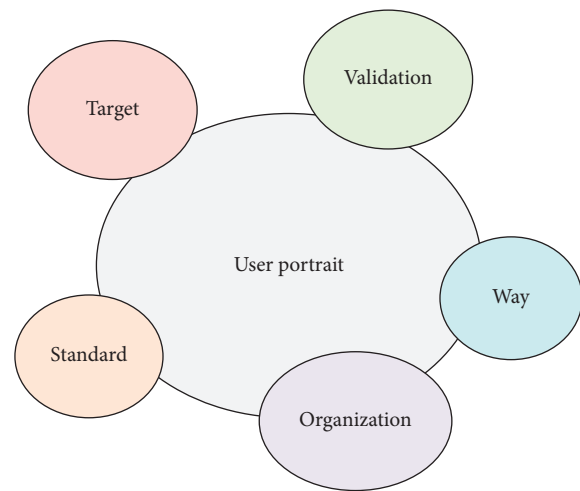 Validation
Target
User portrait
Way
Standard
Organization